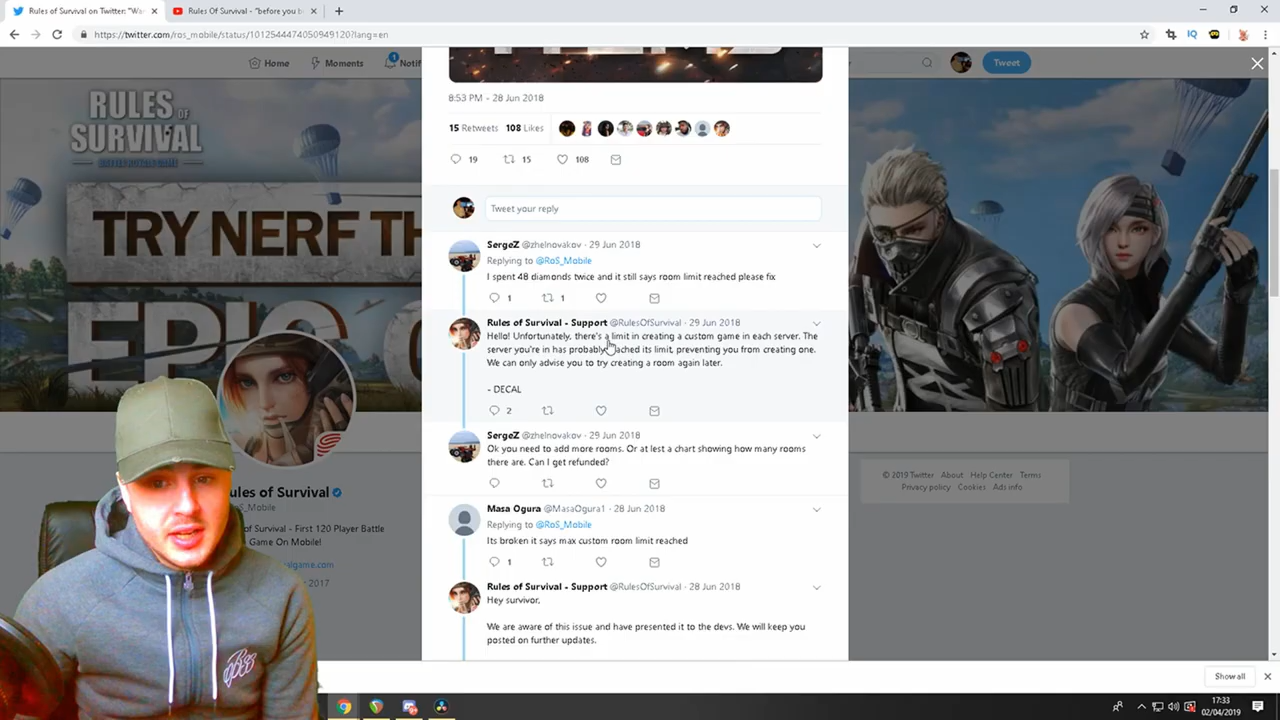 Rules of Survival on Twitter: "War
Rules Of Survival - "before you b
https://twitter.com/ros_mobile/status/1012544474050949120?lang=en
Home
Moments
Notif
Tweet
RULES OF
SURVIVAL
BATTLE ROYALE GAME
TRY NERF TH
EPIC
8:53 PM - 28 Jun 2018
15 Retweets 108 Likes
19 15 108
Tweet your reply
SergeZ @zhelnovakov · 29 Jun 2018
Replying to @RoS_Mobile
I spent 48 diamonds twice and it still says room limit reached please fix
1 1
Rules of Survival - Support @RulesOfSurvival · 29 Jun 2018
Hello! Unfortunately, there's a limit in creating a custom game in each server. The
server you're in has probably reached its limit, preventing you from creating one.
We can only advise you to try creating a room again later.
- DECAL
2
SergeZ @zhelnovakov · 29 Jun 2018
Ok you need to add more rooms. Or at lest a chart showing how many rooms
there are. Can I get refunded?
Masa Ogura @MasaOgura1 · 28 Jun 2018
Replying to @RoS_Mobile
Its broken it says max custom room limit reached
1
Rules of Survival - Support @RulesOfSurvival · 28 Jun 2018
Hey survivor,
We are aware of this issue and have presented it to the devs. We will keep you
posted on further updates.
ules of Survival
S_Mobile
of Survival - First 120 Player Battle
Game On Mobile!
algame.com
2017
© 2019 Twitter About Help Center Terms
Privacy policy Cookies Ads info
Show all
17:33
02/04/2019